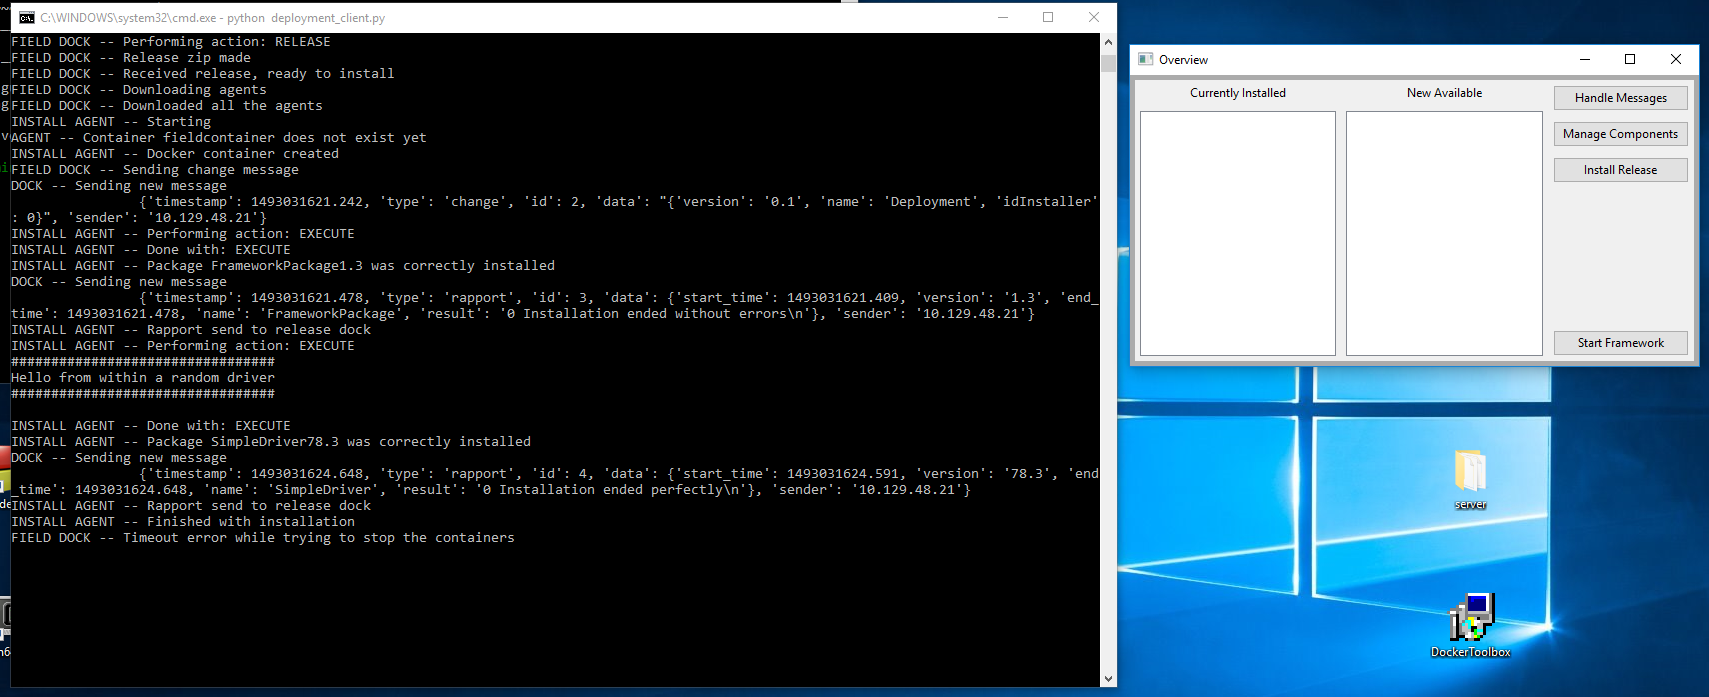 C:\WINDOWS\system32\cmd.exe - python  deployment_client.py
FIELD DOCK -- Performing action: RELEASE
FIELD DOCK -- Release zip made
FIELD DOCK -- Received release, ready to install
FIELD DOCK -- Downloading agents
FIELD DOCK -- Downloaded all the agents
INSTALL AGENT -- Starting
AGENT -- Container fieldcontainer does not exist yet
INSTALL AGENT -- Docker container created
FIELD DOCK -- Sending change message
DOCK -- Sending new message
{'timestamp': 1493031621.242, 'type': 'change', 'id': 2, 'data': "{'version': '0.1', 'name': 'Deployment', 'idInstaller'
: 0}", 'sender': '10.129.48.21'}
INSTALL AGENT -- Performing action: EXECUTE
INSTALL AGENT -- Done with: EXECUTE
INSTALL AGENT -- Package FrameworkPackage1.3 was correctly installed
DOCK -- Sending new message
{'timestamp': 1493031621.478, 'type': 'rapport', 'id': 3, 'data': {'start_time': 1493031621.409, 'version': '1.3', 'end_
time': 1493031621.478, 'name': 'FrameworkPackage', 'result': '0 Installation ended without errors\n'}, 'sender': '10.129.48.21'}
INSTALL AGENT -- Rapport send to release dock
INSTALL AGENT -- Performing action: EXECUTE
#################################
Hello from within a random driver
#################################
INSTALL AGENT -- Done with: EXECUTE
INSTALL AGENT -- Package SimpleDriver78.3 was correctly installed
DOCK -- Sending new message
{'timestamp': 1493031624.648, 'type': 'rapport', 'id': 4, 'data': {'start_time': 1493031624.591, 'version': '78.3', 'end
_time': 1493031624.648, 'name': 'SimpleDriver', 'result': '0 Installation ended perfectly\n'}, 'sender': '10.129.48.21'}
INSTALL AGENT -- Rapport send to release dock
INSTALL AGENT -- Finished with installation
FIELD DOCK -- Timeout error while trying to stop the containers
Overview
Currently Installed
New Available
Handle Messages
Manage Components
Install Release
Start Framework
server
DockerToolbox